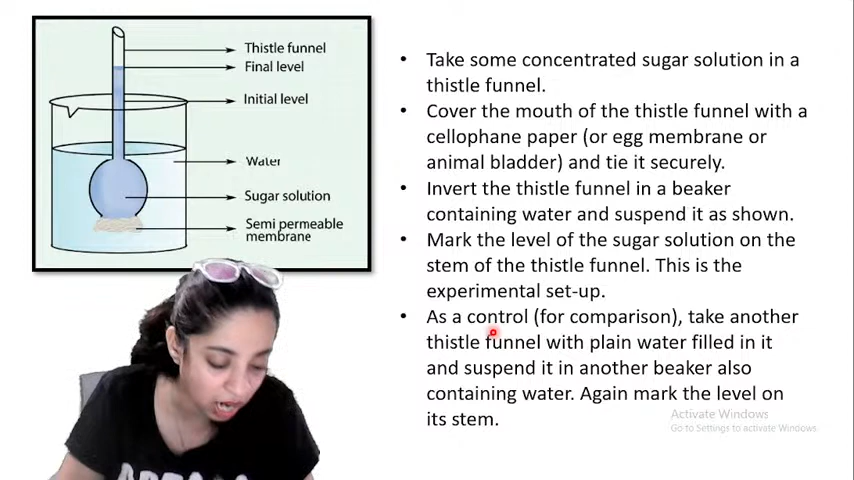 Thistle funnel
Final level
Initial level
Water
Sugar solution
Semi permeable
membrane
• Take some concentrated sugar solution in a
thistle funnel.
• Cover the mouth of the thistle funnel with a
cellophane paper (or egg membrane or
animal bladder) and tie it securely.
• Invert the thistle funnel in a beaker
containing water and suspend it as shown.
• Mark the level of the sugar solution on the
stem of the thistle funnel. This is the
experimental set-up.
• As a control (for comparison), take another
thistle funnel with plain water filled in it
and suspend it in another beaker also
containing water. Again mark the level on
its stem.
Activate Windows
Go to Settings to activate Windows.